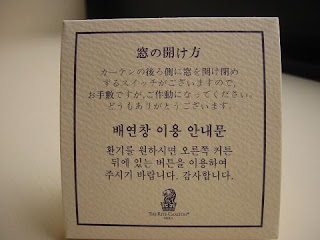 窓の開け方
カーテンの後ろ側に窓を開け閉め
するスイッチがございますので、
お手数ですが、ご作動になってください。
どうもありがとうございます。
배연창 이용 안내문
환기를 원하시면 오른쪽 커튼
뒤에 있는 버튼을 이용하여
주시기 바랍니다. 감사합니다.
THE RITZ-CARLTON®